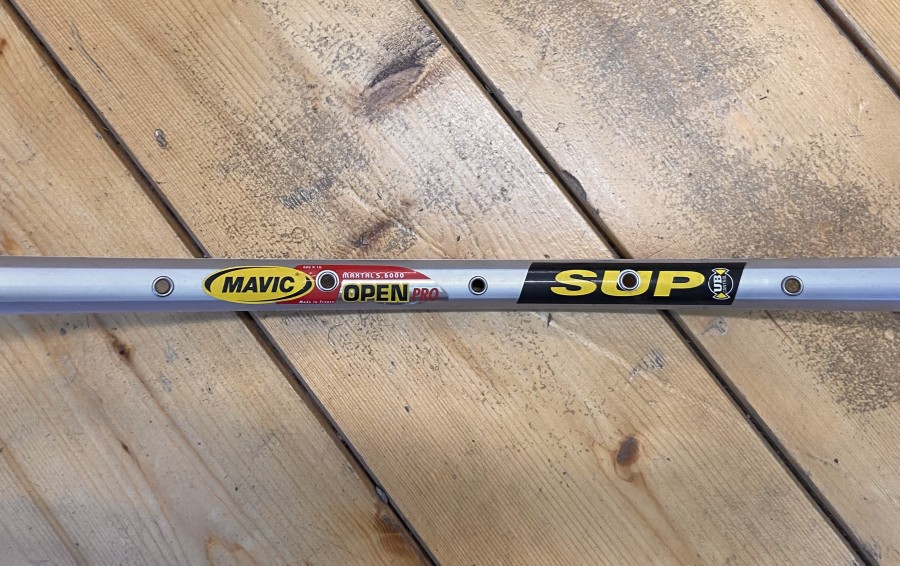 MAVIC
MAXTAL S.6000
OPEN PRO
Made in France
SUP
UB